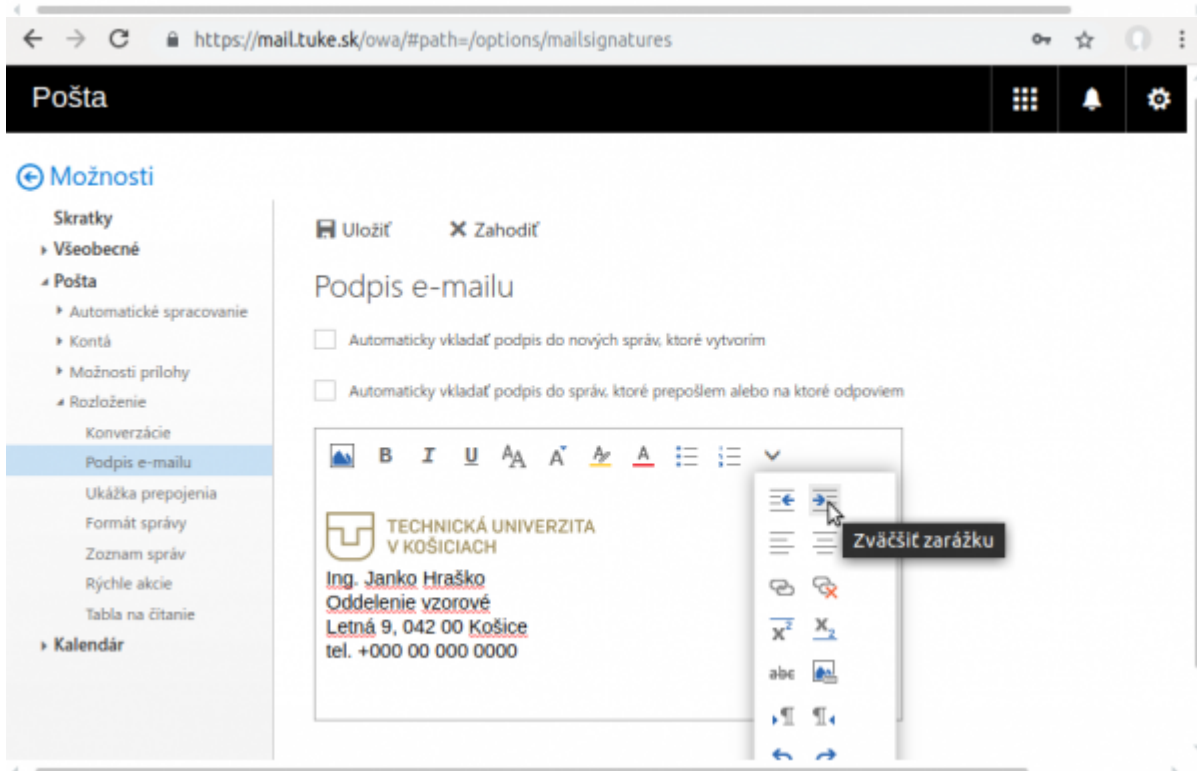 https://mail.tuke.sk/owa/#path=/options/mailsignatures
Pošta
Možnosti
Skratky
Všeobecné
Pošta
Automatické spracovanie
Kontá
Možnosti prílohy
Rozloženie
Konverzácie
Podpis e-mailu
Ukážka prepojenia
Formát správy
Zoznam správ
Rýchle akcie
Tabla na čítanie
Kalendár
Uložiť Zahodiť
Podpis e-mailu
Automaticky vkladať podpis do nových správ, ktoré vytvorím
Automaticky vkladať podpis do správ, ktoré prepošlem alebo na ktoré odpoviem
B I U AA A A A
TECHNICKÁ UNIVERZITA
V KOŠICIACH
Ing. Janko Hraško
Oddelenie vzorové
Letná 9, 042 00 Košice
tel. +000 00 000 0000
Zväčšiť zarážku
x² x₂
abc